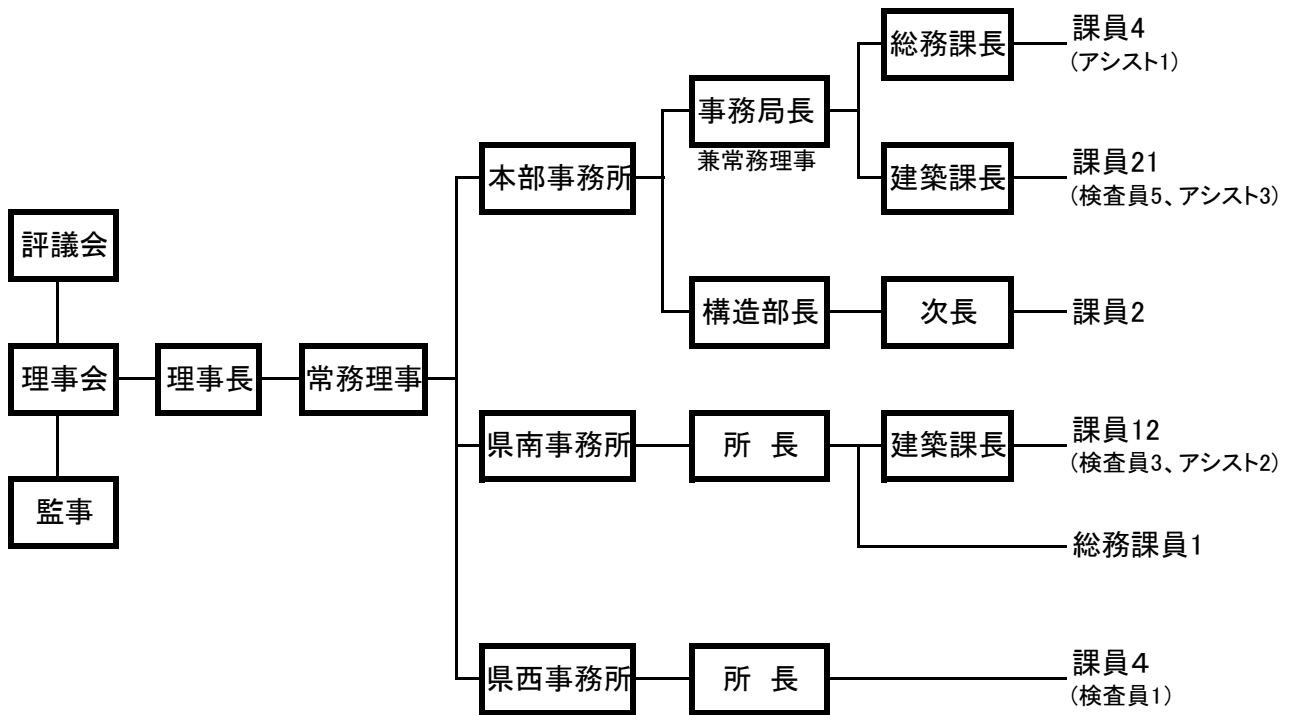 総務課長
課員4
(アシスト1)
事務局長
兼常務理事
本部事務所
建築課長
課員21
(検査員5、アシスト3)
評議会
構造部長
次長
課員2
理事会
理事長
常務理事
県南事務所
所 長
建築課長
課員12
(検査員3、アシスト2)
監事
総務課員1
県西事務所
所 長
課員4
(検査員1)